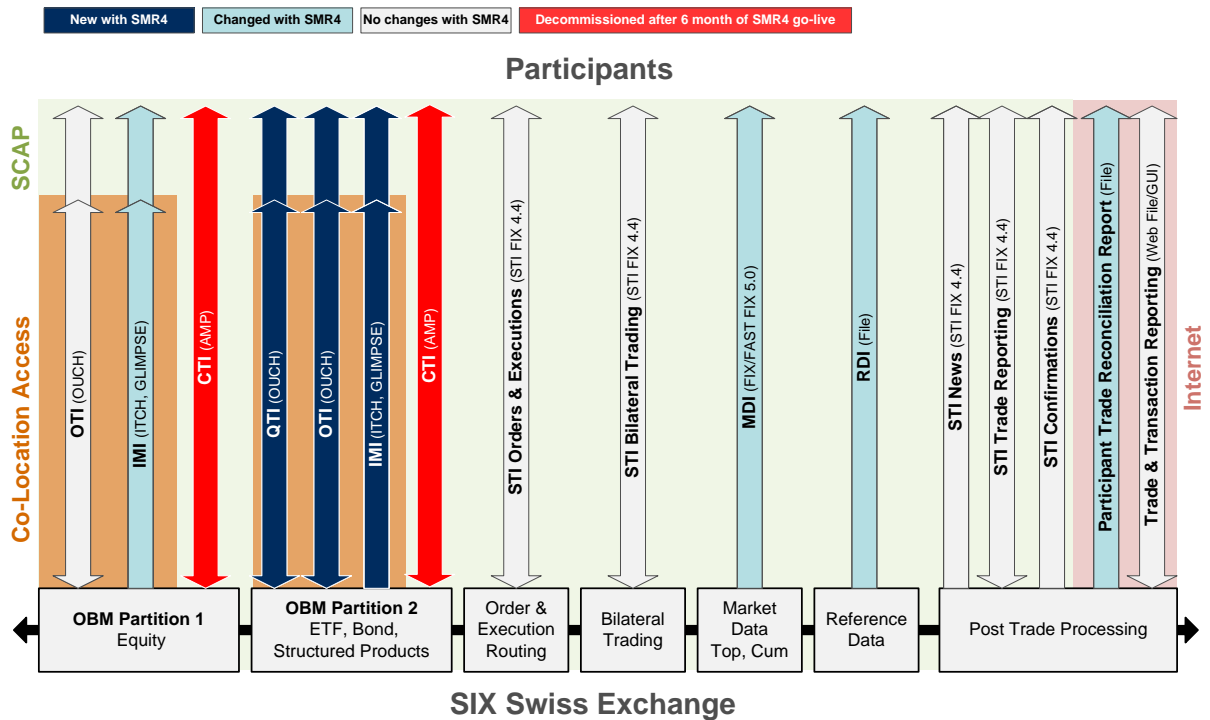 New with SMR4
Changed with SMR4
No changes with SMR4
Decommissioned after 6 month of SMR4 go-live
Participants
SCAP
Co-Location Access
OTI (OUCH)
IMI (ITCH, GLIMPSE)
CTI (AMP)
QTI (OUCH)
OTI (OUCH)
IMI (ITCH, GLIMPSE)
CTI (AMP)
STI Orders & Executions (STI FIX 4.4)
STI Bilateral Trading (STI FIX 4.4)
MDI (FIX/FAST FIX 5.0)
RDI (File)
STI News (STI FIX 4.4)
STI Trade Reporting (STI FIX 4.4)
STI Confirmations (STI FIX 4.4)
Participant Trade Reconciliation Report (File)
Trade & Transaction Reporting (Web File/GUI)
Internet
OBM Partition 1
Equity
OBM Partition 2
ETF, Bond,
Structured Products
Order &
Execution
Routing
Bilateral
Trading
Market
Data
Top, Cum
Reference
Data
Post Trade Processing
SIX Swiss Exchange